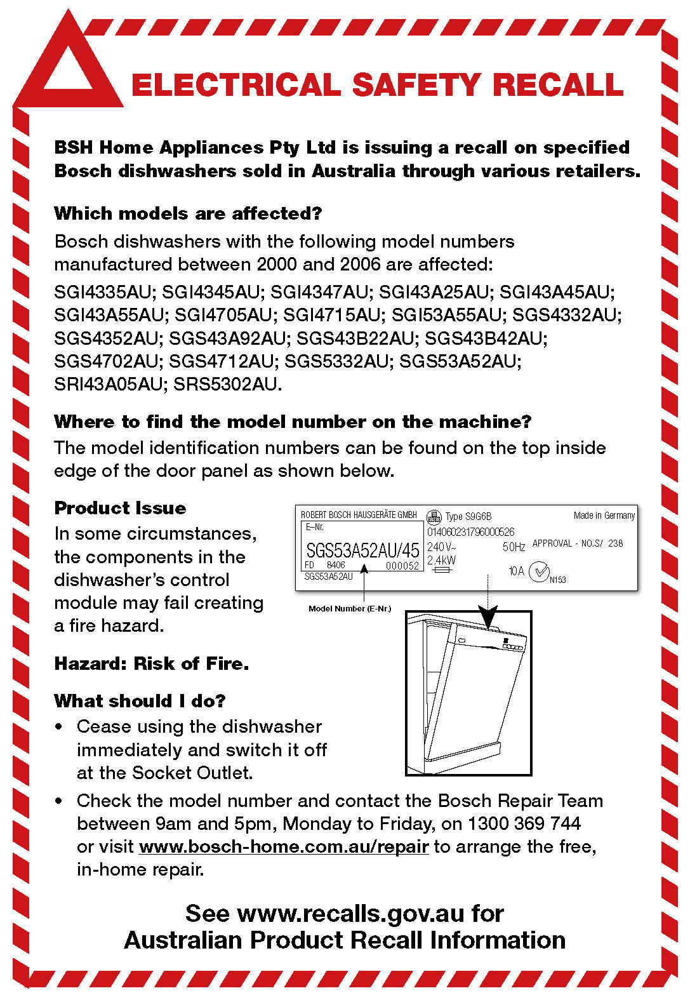 ELECTRICAL SAFETY RECALL
BSH Home Appliances Pty Ltd is issuing a recall on specified
Bosch dishwashers sold in Australia through various retailers.
Which models are affected?
Bosch dishwashers with the following model numbers
manufactured between 2000 and 2006 are affected:
SGI4335AU; SGI4345AU; SGI4347AU; SGI43A25AU; SGI43A45AU;
SGI43A55AU; SGI4705AU; SGI4715AU; SGI53A55AU; SGS4332AU;
SGS4352AU; SGS43A92AU; SGS43B22AU; SGS43B42AU;
SGS4702AU; SGS4712AU; SGS5332AU; SGS53A52AU;
SRI43A05AU; SRS5302AU.
Where to find the model number on the machine?
The model identification numbers can be found on the top inside
edge of the door panel as shown below.
Product Issue
In some circumstances,
the components in the
dishwasher's control
module may fail creating
a fire hazard.
ROBERT BOSCH HAUSGERÄTE GMBH
E–Nr.
SGS53A52AU/45
FD 8406 000052
SGS53A52AU
Type S9G6B
Made in Germany
014060231796000526
240V~ 50Hz APPROVAL - NO.S/ 238
2.4kW
10A
N153
Model Number (E-Nr.)
Hazard: Risk of Fire.
What should I do?
• Cease using the dishwasher
immediately and switch it off
at the Socket Outlet.
• Check the model number and contact the Bosch Repair Team
between 9am and 5pm, Monday to Friday, on 1300 369 744
or visit www.bosch-home.com.au/repair to arrange the free,
in-home repair.
See www.recalls.gov.au for
Australian Product Recall Information